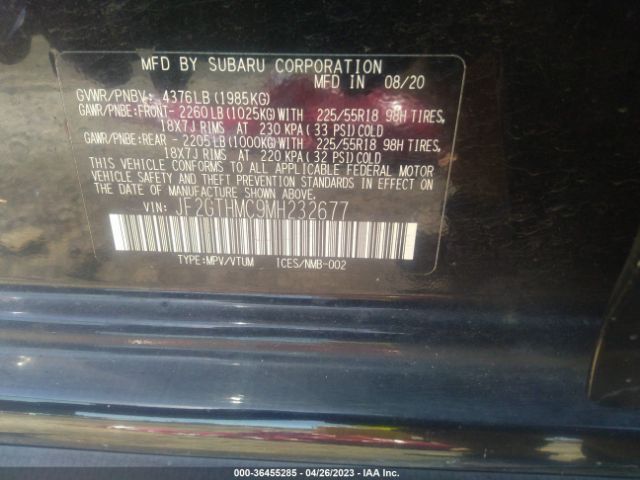 MFD BY SUBARU CORPORATION
MFD IN 08/20
GVWR/PNBV: 4376LB (1985KG)
GAWR/PNBE:FRONT- 2260LB(1025KG)WITH 225/55R18 98H TIRES,
18X7J RIMS AT 230 KPA(33 PSI)COLD
GAWR/PNBE:REAR - 2205LB(1000KG)WITH 225/55R18 98H TIRES,
18X7J RIMS AT 220 KPA(32 PSI)COLD
THIS VEHICLE CONFORMS TO ALL APPLICABLE FEDERAL MOTOR
VEHICLE SAFETY STANDARDS IN EFFECT ON
THE DATE OF MANUFACTURE SHOWN ABOVE.
VIN: JF2GTHMC9MH232677
TYPE:MPV/VTUM ICES/NMB-002
000-36455285 - 04/26/2023 - IAA Inc.